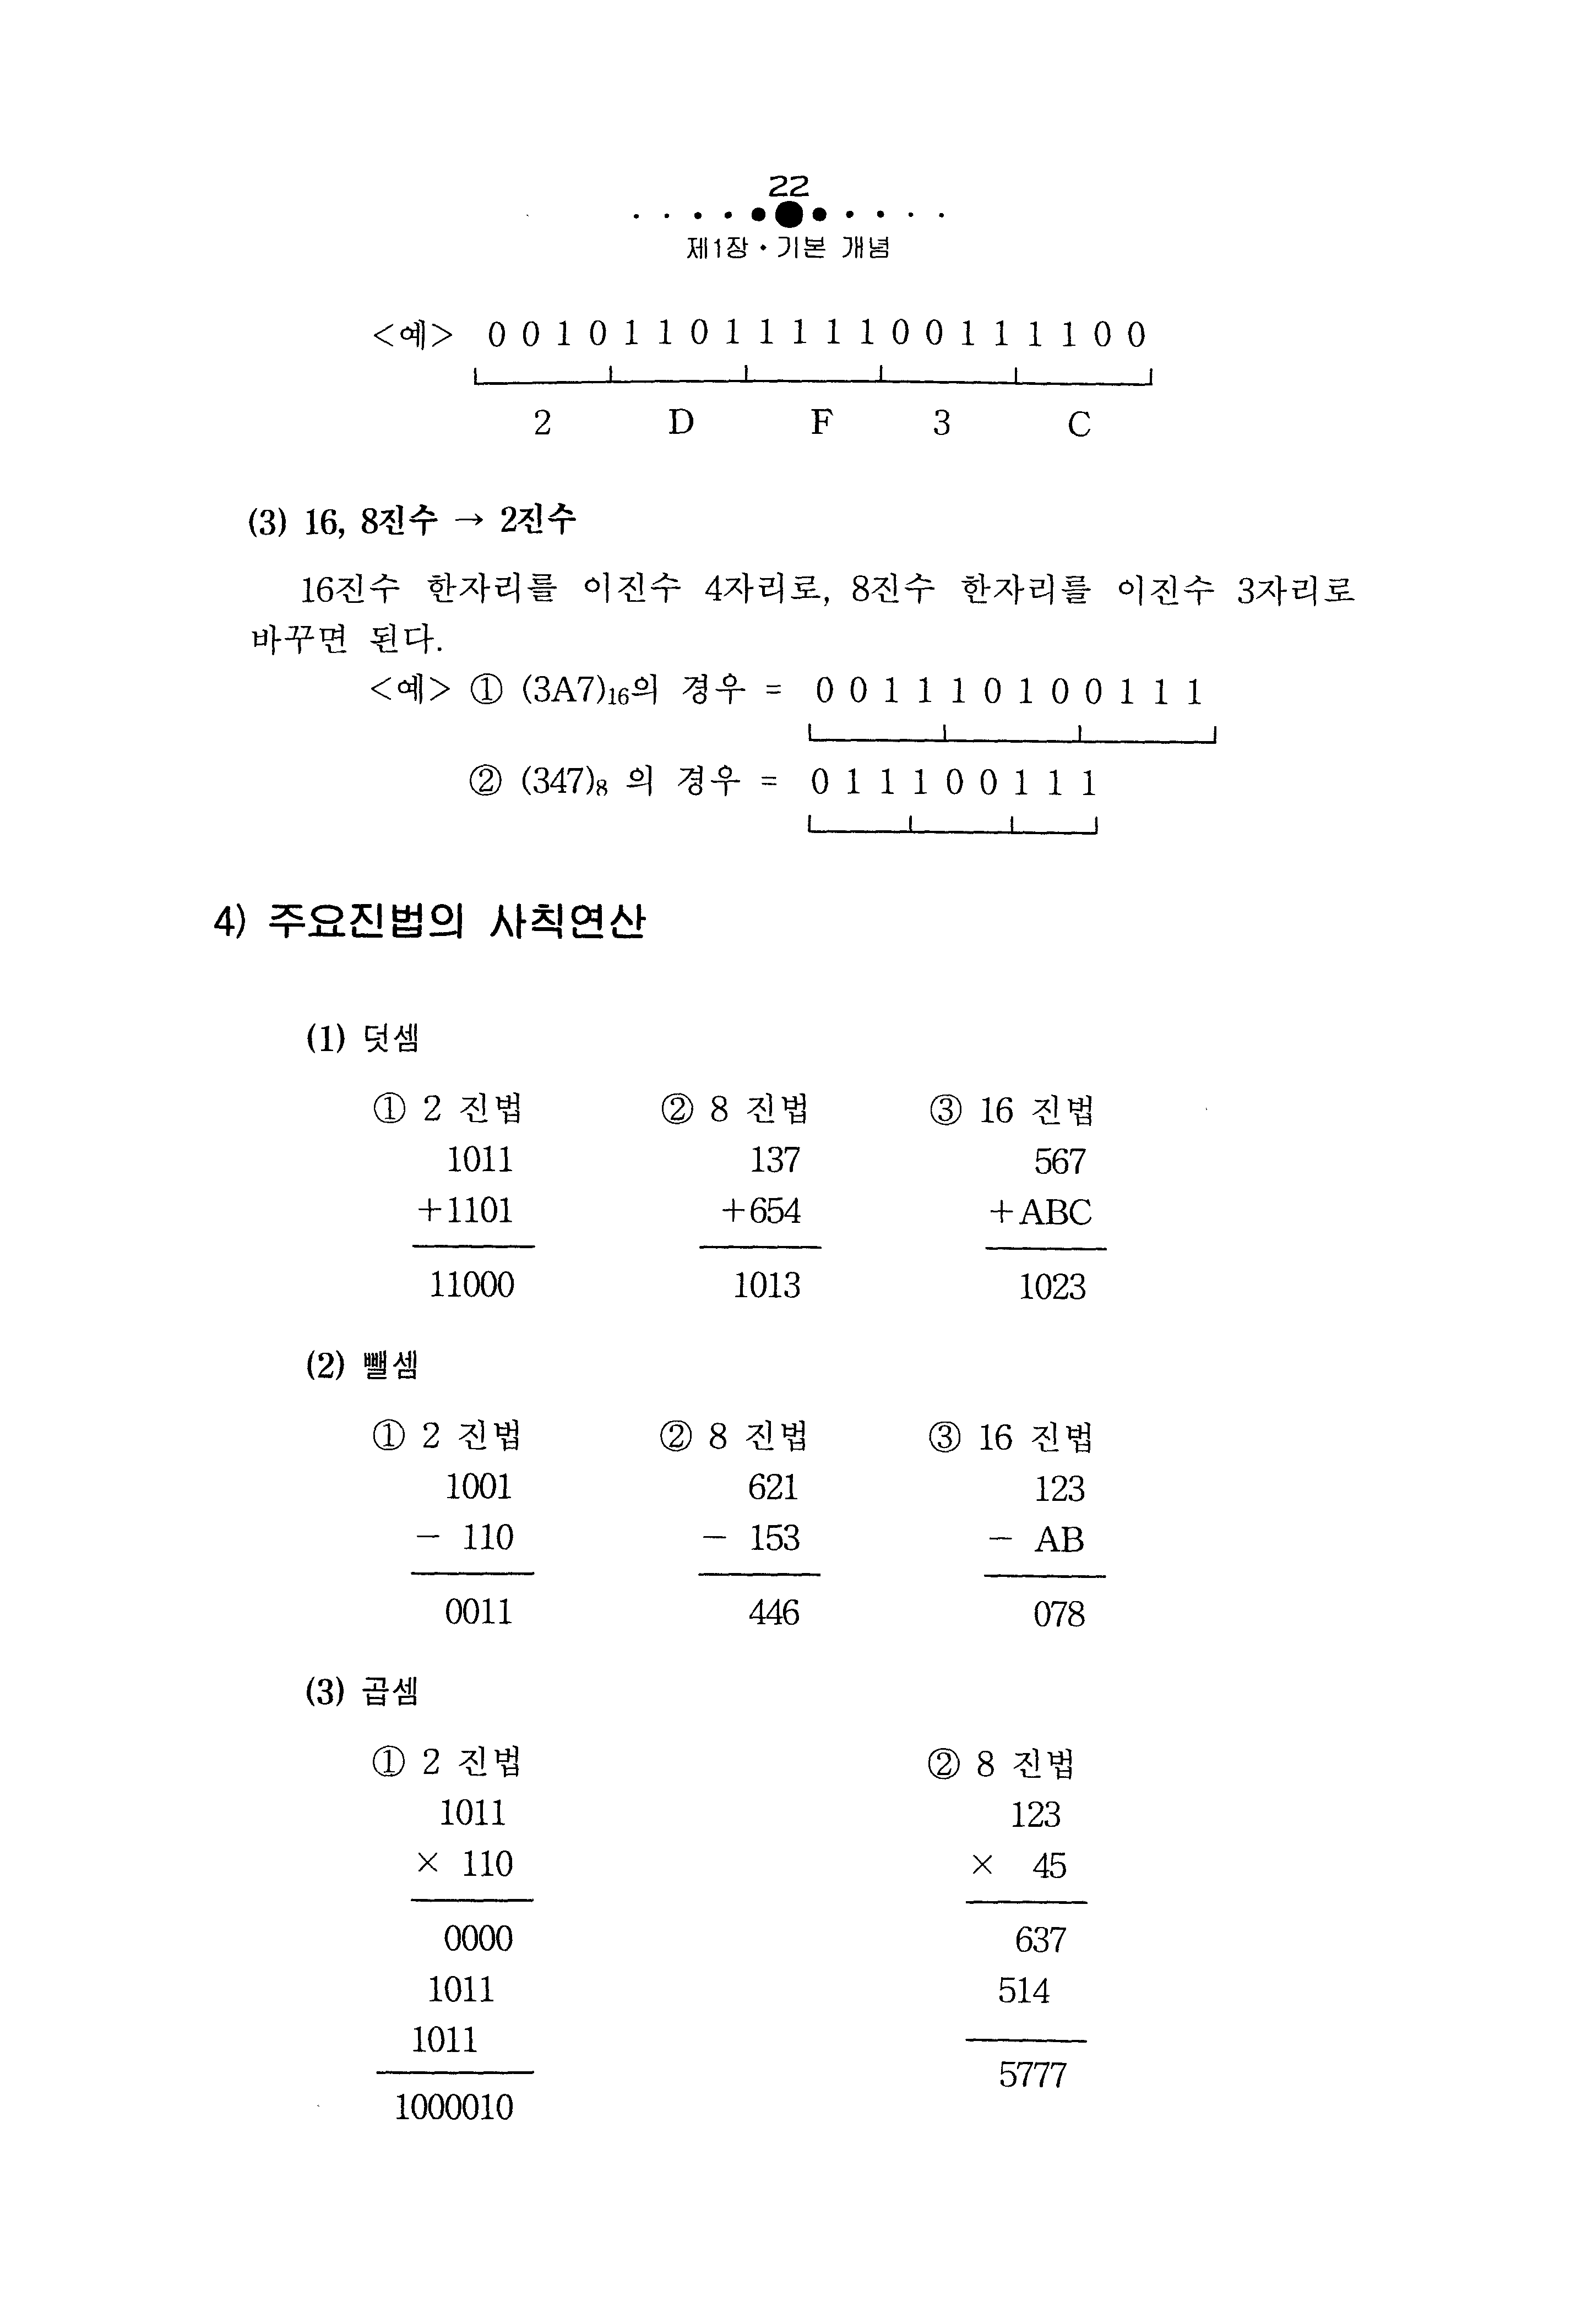 22
제1장 · 기본 개념
<예> 0 0 1 0 1 1 0 1 1 1 1 1 0 0 1 1 1 1 0 0
2 D F 3 C
(3) 16, 8진수 → 2진수
16진수 한자리를 이진수 4자리로, 8진수 한자리를 이진수 3자리로
바꾸면 된다.
<예> ① (3A7)₁₆의 경우 = 0 0 1 1 1 0 1 0 0 1 1 1
② (347)₈ 의 경우 = 0 1 1 1 0 0 1 1 1
4) 주요진법의 사칙연산
(1) 덧셈
① 2 진법 ② 8 진법 ③ 16 진법
1011 137 567
+1101 +654 +ABC
11000 1013 1023
(2) 뺄셈
① 2 진법 ② 8 진법 ③ 16 진법
1001 621 123
- 110 - 153 - AB
0011 446 078
(3) 곱셈
① 2 진법 ② 8 진법
1011 123
× 110 × 45
0000 637
1011 514
1011
1000010 5777